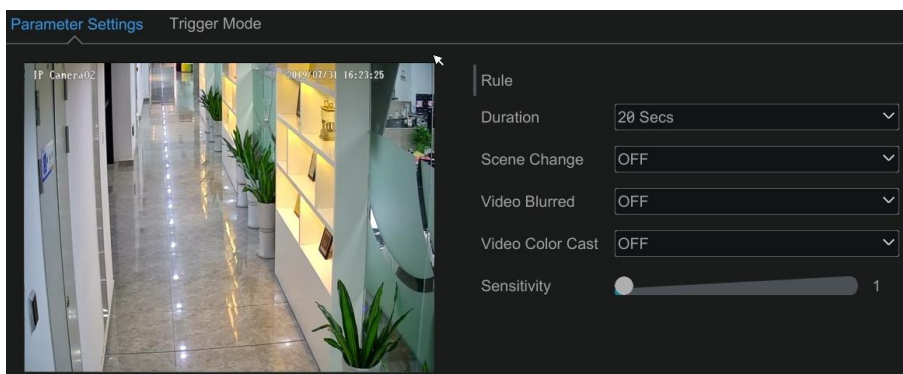 Parameter Settings Trigger Mode
IP Camera02 2019/07/31 16:23:25
Rule
Duration 20 Secs
Scene Change OFF
Video Blurred OFF
Video Color Cast OFF
Sensitivity 1